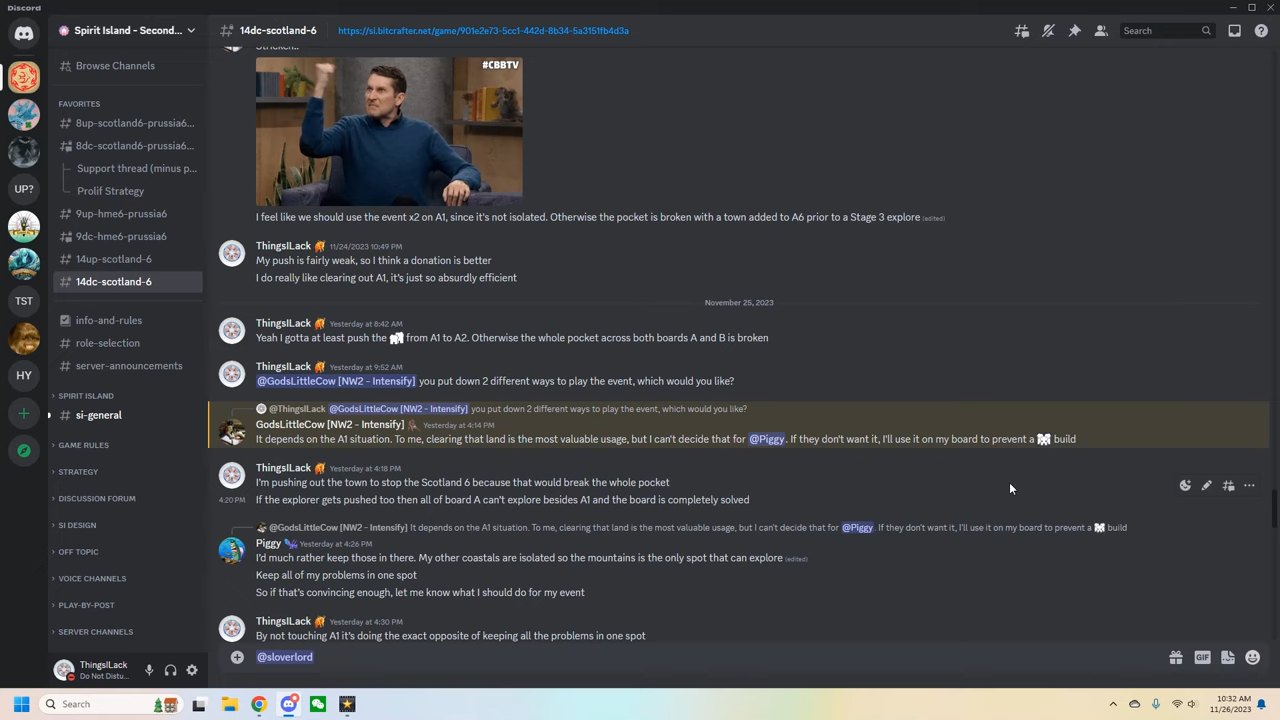 Discord
Spirit Island - Second...
14dc-scotland-6
https://si.bitcrafter.net/game/901e2e73-5cc1-442d-8b34-5a3151fb4d3a
Search
Browse Channels
FAVORITES
8up-scotland6-prussia6...
8dc-scotland6-prussia6...
Support thread (minus p...
Prolif Strategy
UP?
9up-hme6-prussia6
9dc-hme6-prussia6
14up-scotland-6
14dc-scotland-6
TST
info-and-rules
role-selection
server-announcements
HY
SPIRIT ISLAND
si-general
GAME RULES
STRATEGY
DISCUSSION FORUM
SI DESIGN
OFF TOPIC
VOICE CHANNELS
PLAY-BY-POST
SERVER CHANNELS
ThingsILack
Do Not Distu...
#CBBTV
I feel like we should use the event x2 on A1, since it's not isolated. Otherwise the pocket is broken with a town added to A6 prior to a Stage 3 explore (edited)
ThingsILack 11/24/2023 10:49 PM
My push is fairly weak, so I think a donation is better
I do really like clearing out A1, it's just so absurdly efficient
November 25, 2023
ThingsILack Yesterday at 8:42 AM
Yeah I gotta at least push the from A1 to A2. Otherwise the whole pocket across both boards A and B is broken
ThingsILack Yesterday at 9:52 AM
@GodsLittleCow [NW2 - Intensify] you put down 2 different ways to play the event, which would you like?
@ThingsILack @GodsLittleCow [NW2 - Intensify] you put down 2 different ways to play the event, which would you like?
GodsLittleCow [NW2 - Intensify] Yesterday at 4:14 PM
It depends on the A1 situation. To me, clearing that land is the most valuable usage, but I can't decide that for @Piggy. If they don't want it, I'll use it on my board to prevent a build
ThingsILack Yesterday at 4:18 PM
I'm pushing out the town to stop the Scotland 6 because that would break the whole pocket
4:20 PM If the explorer gets pushed too then all of board A can't explore besides A1 and the board is completely solved
@GodsLittleCow [NW2 - Intensify] It depends on the A1 situation. To me, clearing that land is the most valuable usage, but I can't decide that for @Piggy. If they don't want it, I'll use it on my board to prevent a build
Piggy Yesterday at 4:26 PM
I'd much rather keep those in there. My other coastals are isolated so the mountains is the only spot that can explore (edited)
Keep all of my problems in one spot
So if that's convincing enough, let me know what I should do for my event
ThingsILack Yesterday at 4:30 PM
By not touching A1 it's doing the exact opposite of keeping all the problems in one spot
@sloverlord
GIF
Search
10:32 AM
11/26/2023